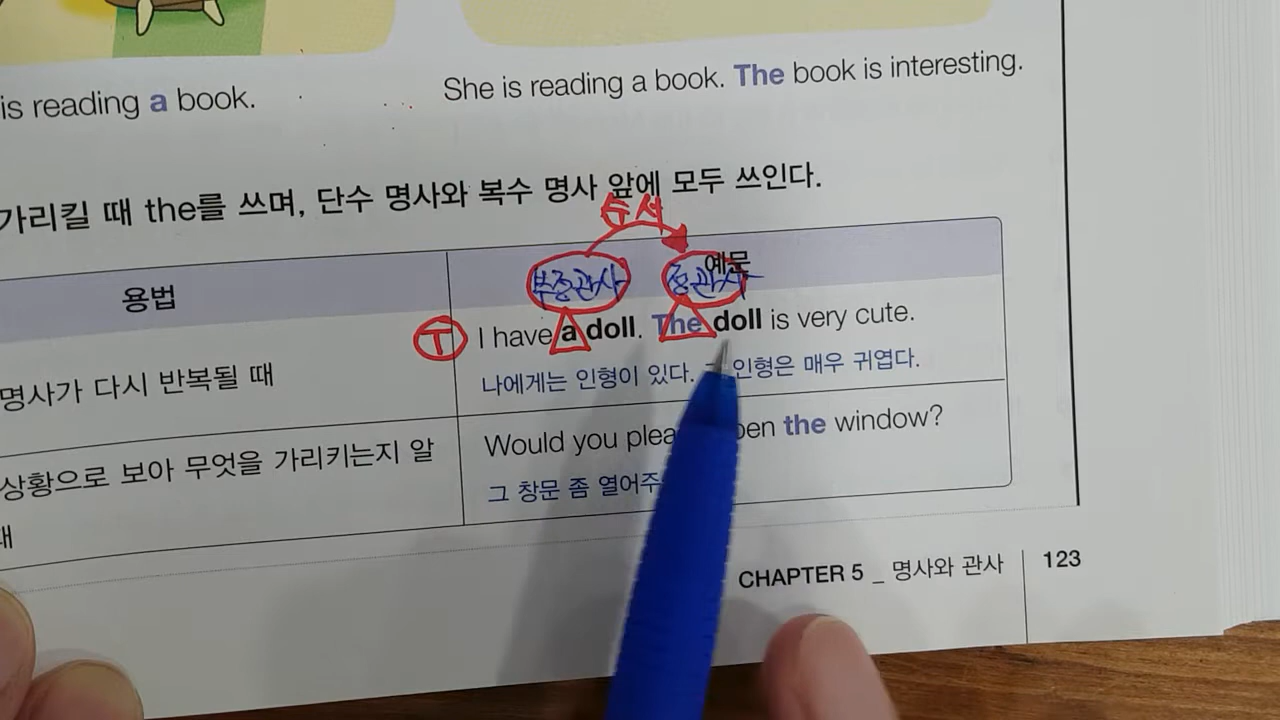 is reading a book.
She is reading a book. The book is interesting.
가리킬 때 the를 쓰며, 단수 명사와 복수 명사 앞에 모두 쓰인다.
순서
용법
예문
부정관사 정관사
T I have a doll. The doll is very cute.
명사가 다시 반복될 때
나에게는 인형이 있다. 인형은 매우 귀엽다.
Would you open the window?
상황으로 보아 무엇을 가리키는지 알
그 창문 좀 열어주
때
CHAPTER 5 _ 명사와 관사 123